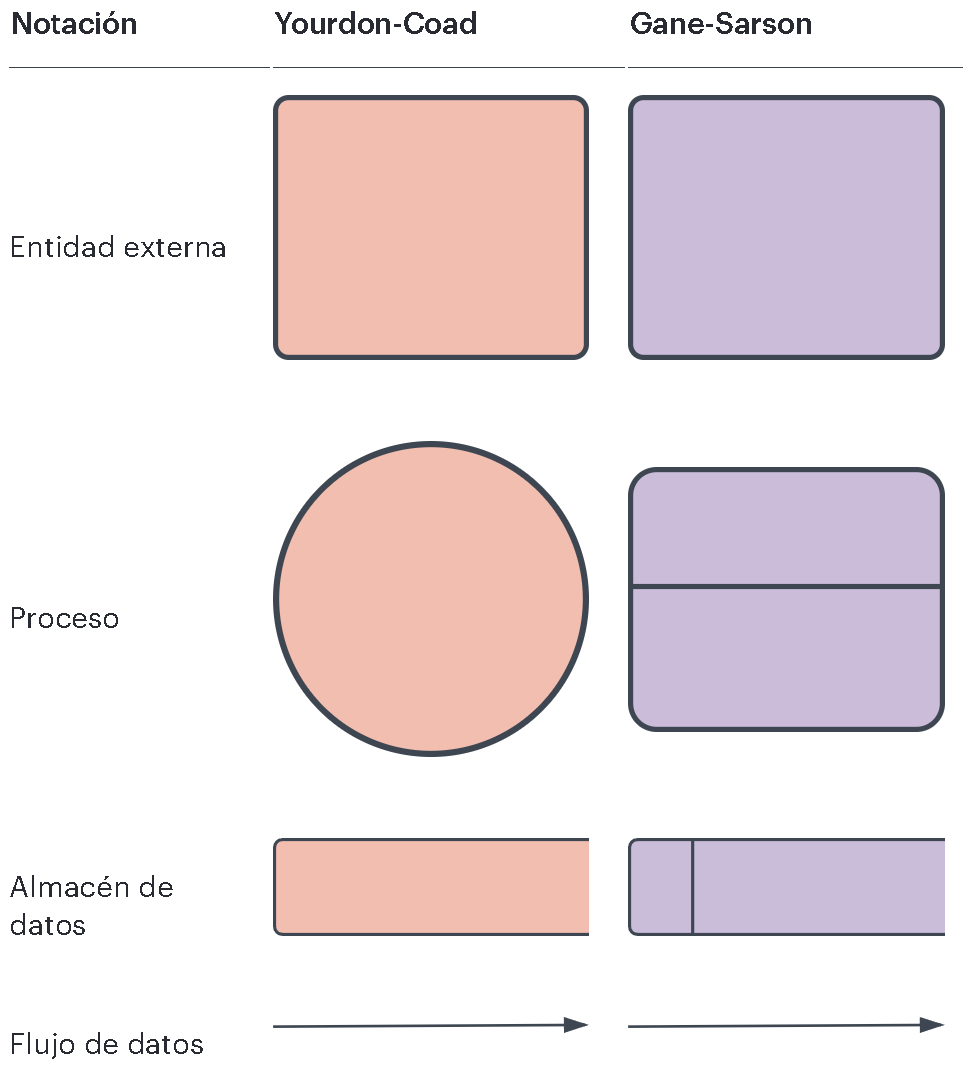 Notación Yourdon-Coad Gane-Sarson
Entidad externa
Proceso
Almacén de
datos
Flujo de datos